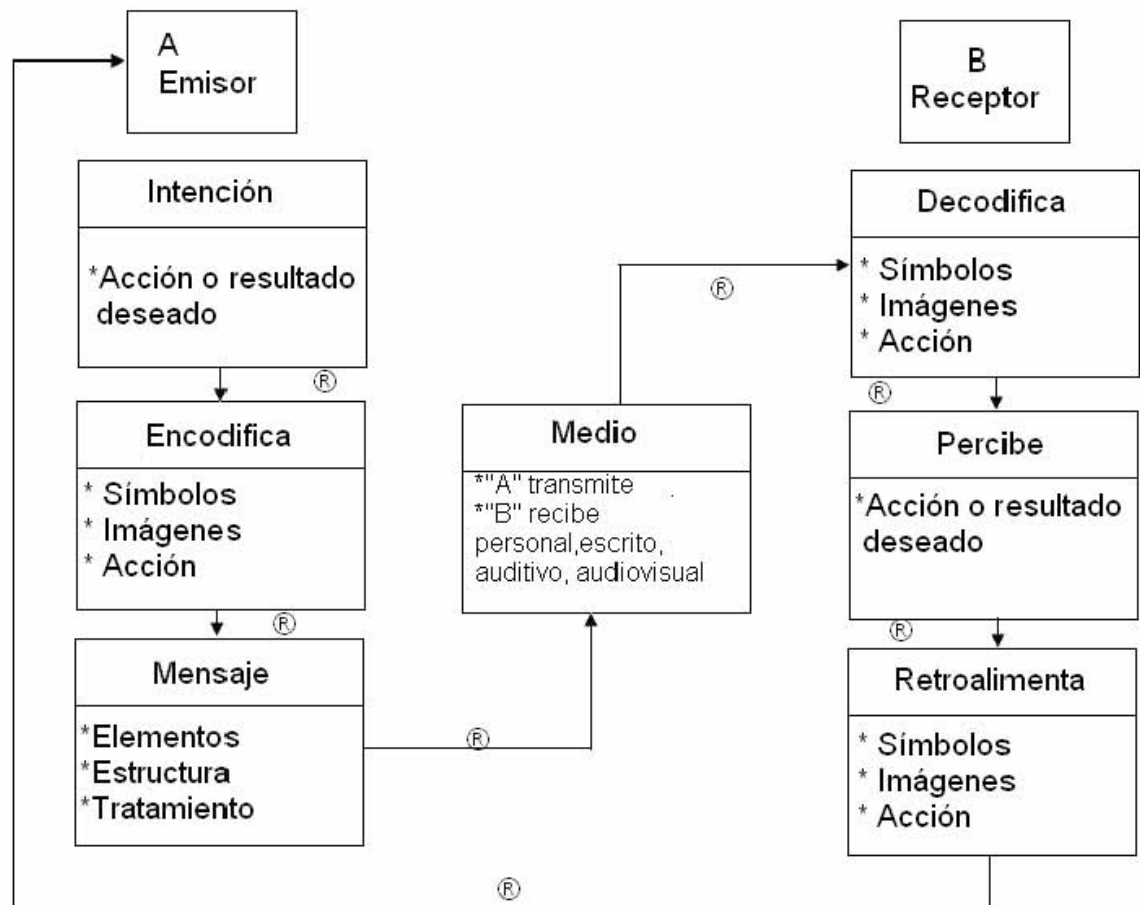 A
Emisor
Intención
*Acción o resultado
deseado
Ⓡ
Encodifica
* Símbolos
* Imágenes
* Acción
Ⓡ
Mensaje
*Elementos
*Estructura
*Tratamiento
Ⓡ
Medio
*"A" transmite
*"B" recibe
personal,escrito,
auditivo, audiovisual
Ⓡ
B
Receptor
Decodifica
* Símbolos
* Imágenes
* Acción
Ⓡ
Percibe
*Acción o resultado
deseado
Ⓡ
Retroalimenta
* Símbolos
* Imágenes
* Acción
Ⓡ